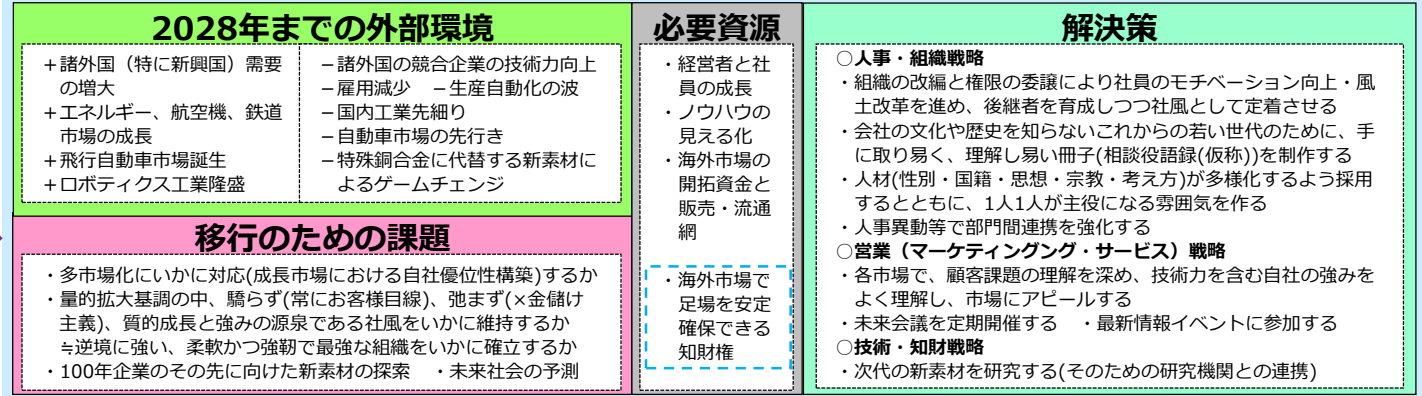 2028年までの外部環境
＋諸外国（特に新興国）需要
の増大
＋エネルギー、航空機、鉄道
市場の成長
＋飛行自動車市場誕生
＋ロボティクス工業隆盛
－諸外国の競合企業の技術力向上
－雇用減少　－生産自動化の波
－国内工業先細り
－自動車市場の先行き
－特殊銅合金に代替する新素材に
よるゲームチェンジ
移行のための課題
・多市場化にいかに対応(成長市場における自社優位性構築)するか
・量的拡大基調の中、驕らず(常にお客様目線)、弛まず(×金儲け
主義)、質的成長と強みの源泉である社風をいかに維持するか
≒逆境に強い、柔軟かつ強靭で最強な組織をいかに確立するか
・100年企業のその先に向けた新素材の探索　・未来社会の予測
必要資源
・経営者と社
員の成長
・ノウハウの
見える化
・海外市場の
開拓資金と
販売・流通
網
・海外市場で
足場を安定
確保できる
知財権
解決策
○人事・組織戦略
・組織の改編と権限の委譲により社員のモチベーション向上・風
土改革を進め、後継者を育成しつつ社風として定着させる
・会社の文化や歴史を知らないこれからの若い世代のために、手
に取り易く、理解し易い冊子(相談役語録(仮称))を制作する
・人材(性別・国籍・思想・宗教・考え方)が多様化するよう採用
するとともに、1人1人が主役になる雰囲気を作る
・人事異動等で部門間連携を強化する
○営業（マーケティングング・サービス）戦略
・各市場で、顧客課題の理解を深め、技術力を含む自社の強みを
よく理解し、市場にアピールする
・未来会議を定期開催する　・最新情報イベントに参加する
○技術・知財戦略
・次代の新素材を研究する(そのための研究機関との連携)